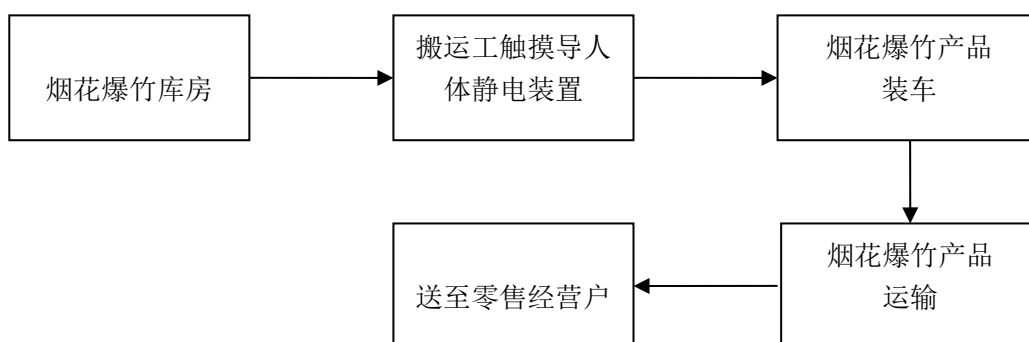 烟花爆竹库房
搬运工触摸导人
体静电装置
烟花爆竹产品
装车
烟花爆竹产品
运输
送至零售经营户